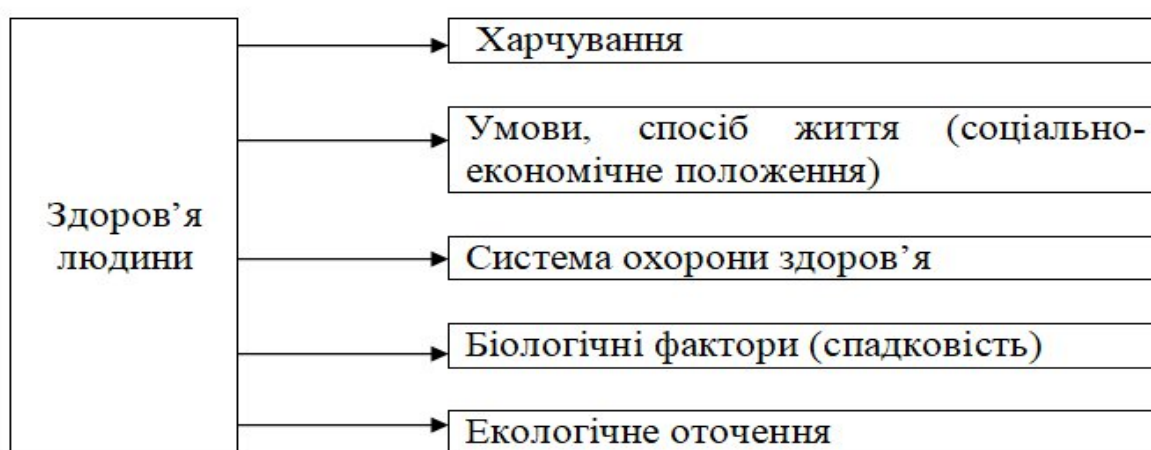 Здоров’я
людини
Харчування
Умови, спосіб життя (соціально-
економічне положення)
Система охорони здоров’я
Біологічні фактори (спадковість)
Екологічне оточення